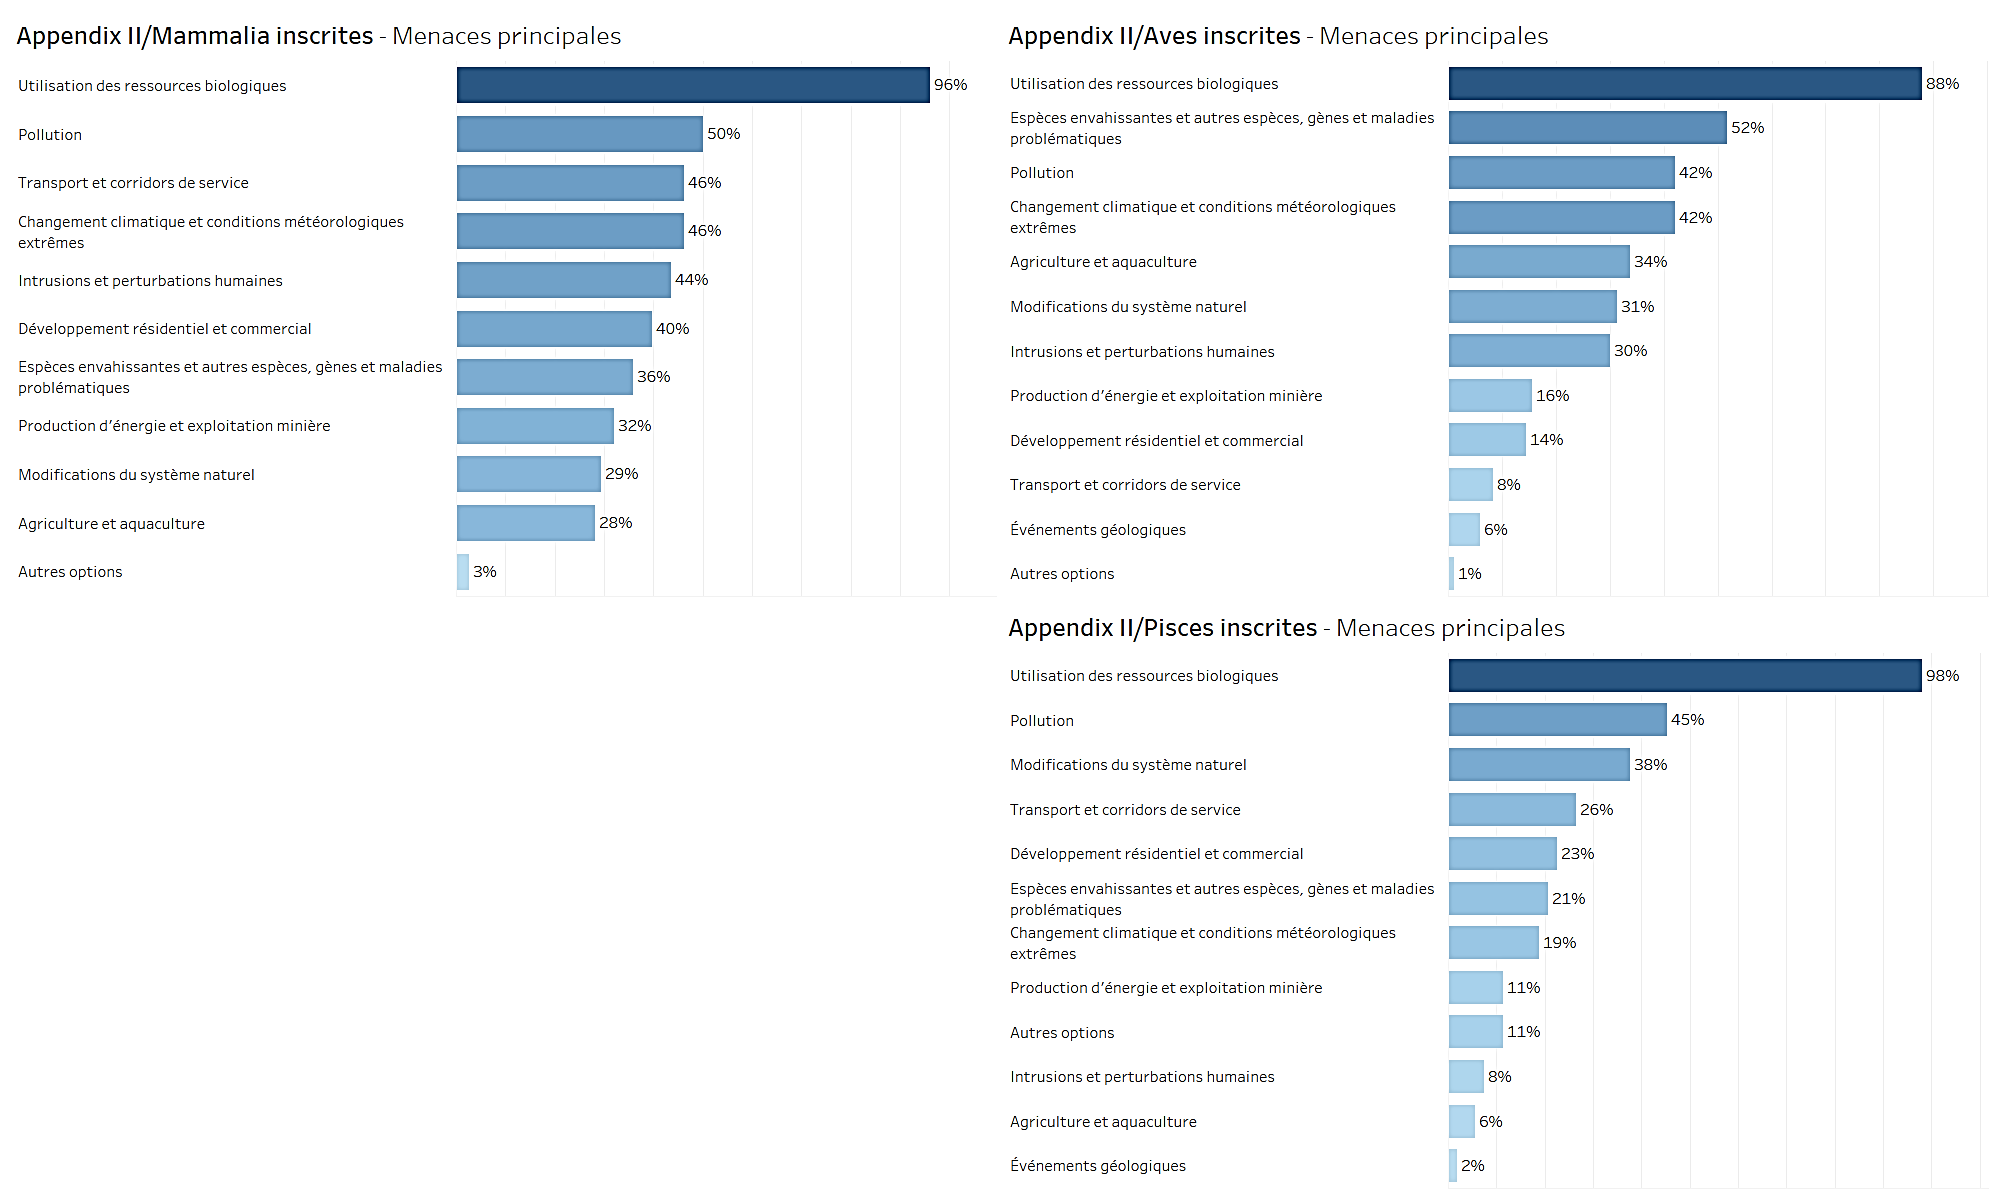 Appendix II/Mammalia inscrites - Menaces principales
Utilisation des ressources biologiques 96%
Pollution 50%
Transport et corridors de service 46%
Changement climatique et conditions météorologiques
extrêmes 46%
Intrusions et perturbations humaines 44%
Développement résidentiel et commercial 40%
Espèces envahissantes et autres espèces, gènes et maladies
problématiques 36%
Production d’énergie et exploitation minière 32%
Modifications du système naturel 29%
Agriculture et aquaculture 28%
Autres options 3%
Appendix II/Aves inscrites - Menaces principales
Utilisation des ressources biologiques 88%
Espèces envahissantes et autres espèces, gènes et maladies
problématiques 52%
Pollution 42%
Changement climatique et conditions météorologiques
extrêmes 42%
Agriculture et aquaculture 34%
Modifications du système naturel 31%
Intrusions et perturbations humaines 30%
Production d’énergie et exploitation minière 16%
Développement résidentiel et commercial 14%
Transport et corridors de service 8%
Événements géologiques 6%
Autres options 1%
Appendix II/Pisces inscrites - Menaces principales
Utilisation des ressources biologiques 98%
Pollution 45%
Modifications du système naturel 38%
Transport et corridors de service 26%
Développement résidentiel et commercial 23%
Espèces envahissantes et autres espèces, gènes et maladies
problématiques 21%
Changement climatique et conditions météorologiques
extrêmes 19%
Production d’énergie et exploitation minière 11%
Autres options 11%
Intrusions et perturbations humaines 8%
Agriculture et aquaculture 6%
Événements géologiques 2%